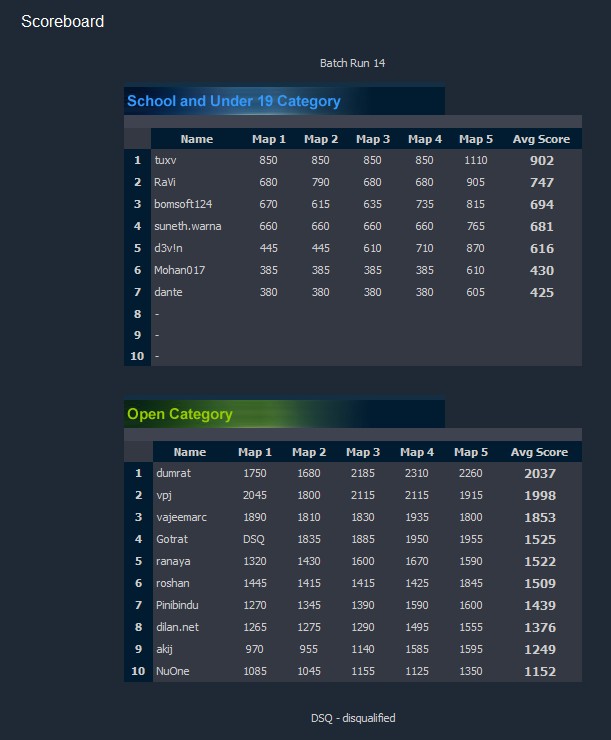 Scoreboard
Batch Run 14
School and Under 19 Category
Name Map 1 Map 2 Map 3 Map 4 Map 5 Avg Score
1 tuxv 850 850 850 850 1110 902
2 RaVi 680 790 680 680 905 747
3 bomsoft124 670 615 635 735 815 694
4 suneth.warna 660 660 660 660 765 681
5 d3v!n 445 445 610 710 870 616
6 Mohan017 385 385 385 385 610 430
7 dante 380 380 380 380 605 425
8 -
9 -
10 -
Open Category
Name Map 1 Map 2 Map 3 Map 4 Map 5 Avg Score
1 dumrat 1750 1680 2185 2310 2260 2037
2 vpj 2045 1800 2115 2115 1915 1998
3 vajeemarc 1890 1810 1830 1935 1800 1853
4 Gotrat DSQ 1835 1885 1950 1955 1525
5 ranaya 1320 1430 1600 1670 1590 1522
6 roshan 1445 1415 1415 1425 1845 1509
7 Pinibindu 1270 1345 1390 1590 1600 1439
8 dilan.net 1265 1275 1290 1495 1555 1376
9 akij 970 955 1140 1585 1595 1249
10 NuOne 1085 1045 1155 1125 1350 1152
DSQ - disqualified